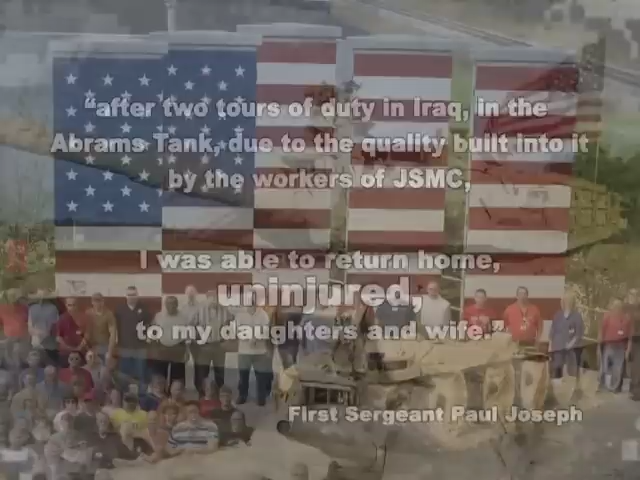 “after two tours of duty in Iraq, in the
Abrams Tank, due to the quality built into it
by the workers of JSMC,
I was able to return home,
uninjured,
to my daughters and wife.”
First Sergeant Paul Joseph